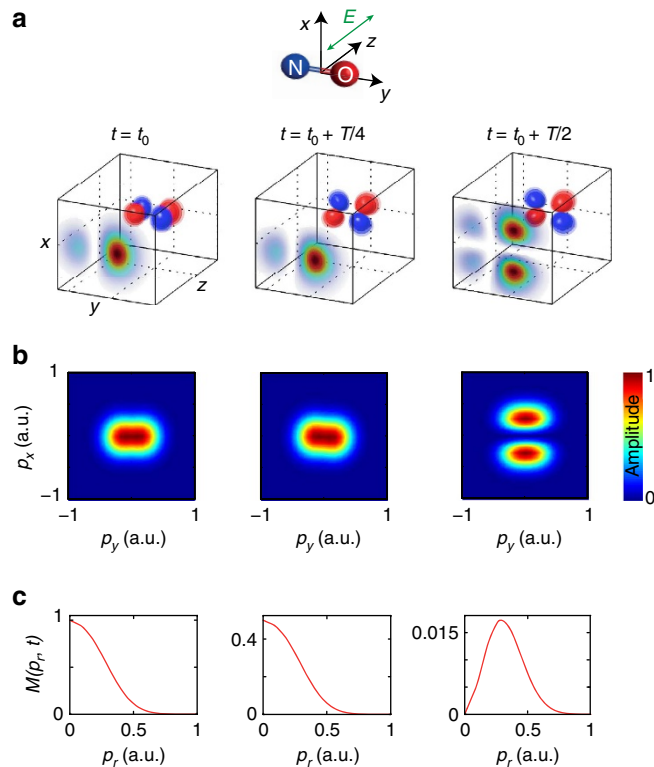 a
x
E
z
N
O
y
t = t0
t = t0 + T/4
t = t0 + T/2
x
y
z
b
1
px (a.u.)
−1
−1
1
−1
1
−1
1
py (a.u.)
py (a.u.)
py (a.u.)
1
Amplitude
0
c
M(pr, t)
1
0
0
0.5
1
0.4
0
0
0.5
1
0.015
0
0
0.5
1
pr (a.u.)
pr (a.u.)
pr (a.u.)